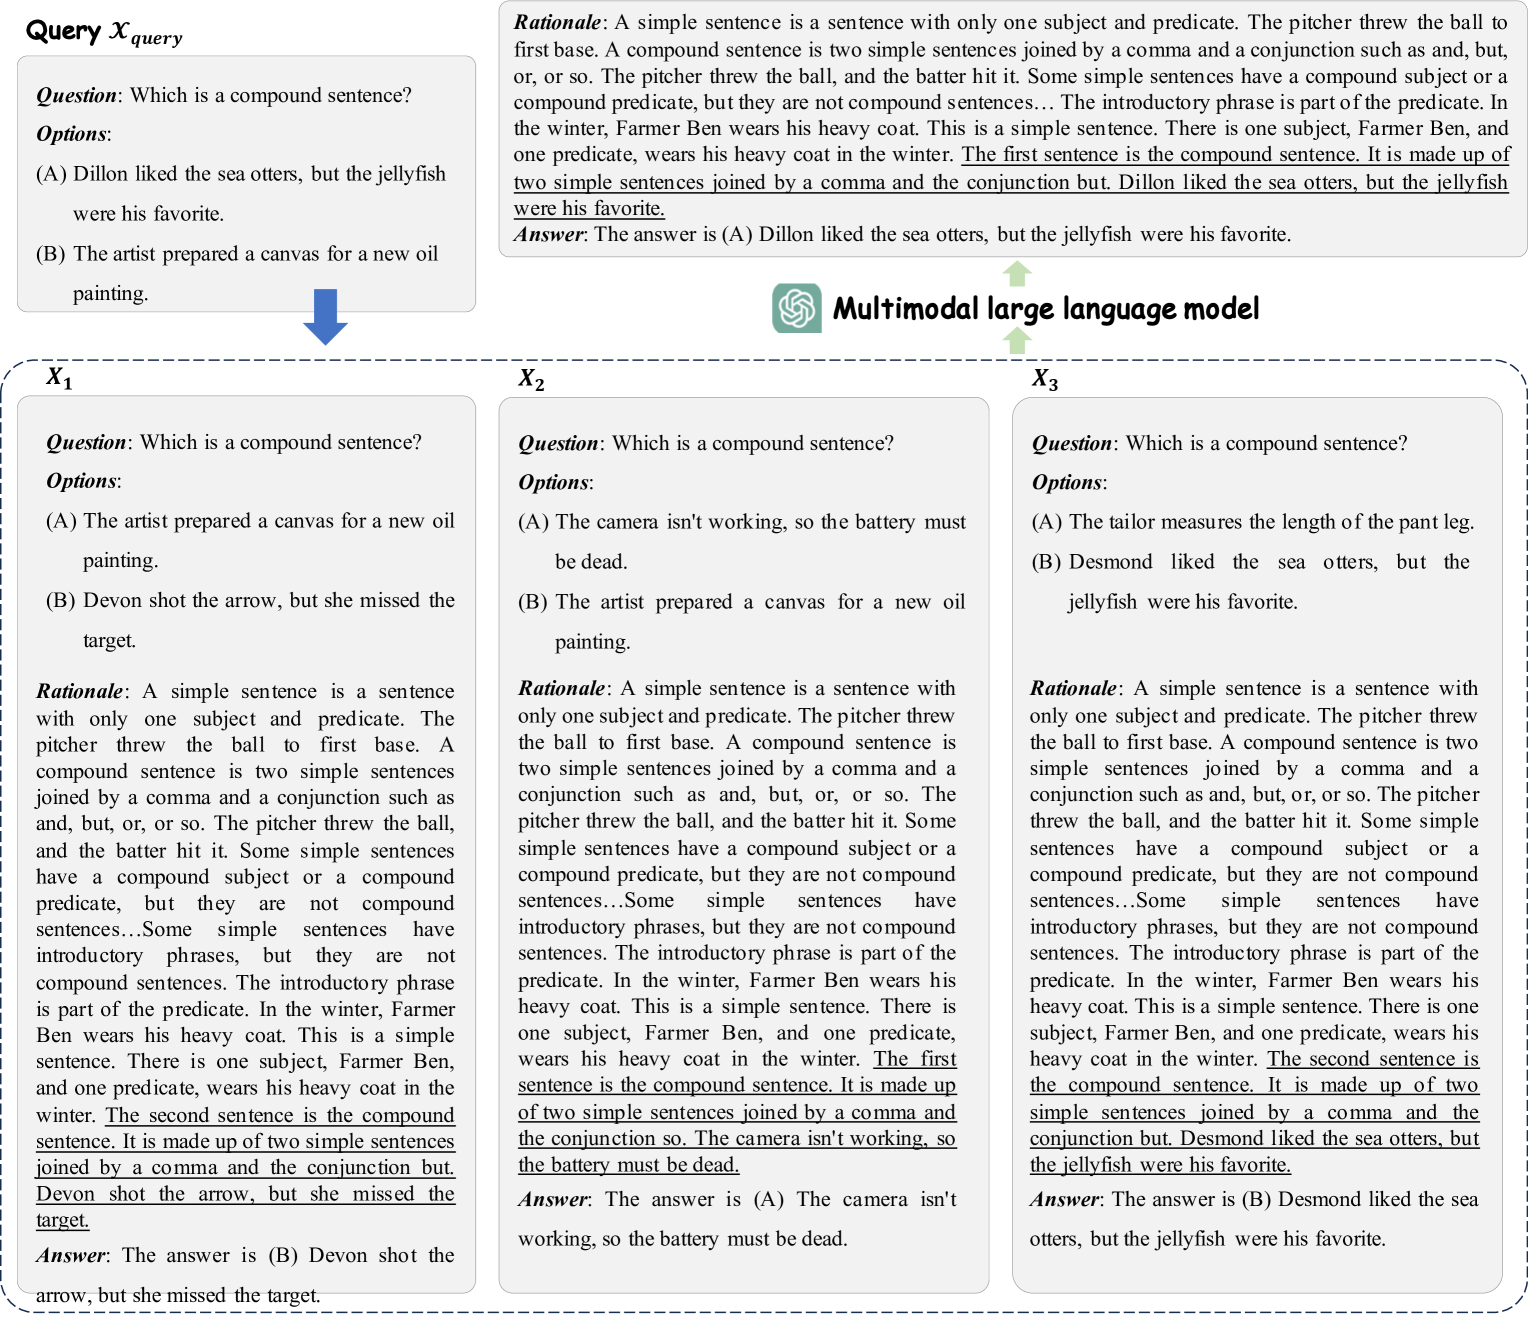 Query 𝒳query
Question: Which is a compound sentence?
Options:
(A) Dillon liked the sea otters, but the jellyfish
were his favorite.
(B) The artist prepared a canvas for a new oil
painting.
Rationale: A simple sentence is a sentence with only one subject and predicate. The pitcher threw the ball to
first base. A compound sentence is two simple sentences joined by a comma and a conjunction such as and, but,
or, or so. The pitcher threw the ball, and the batter hit it. Some simple sentences have a compound subject or a
compound predicate, but they are not compound sentences… The introductory phrase is part of the predicate. In
the winter, Farmer Ben wears his heavy coat. This is a simple sentence. There is one subject, Farmer Ben, and
one predicate, wears his heavy coat in the winter. The first sentence is the compound sentence. It is made up of
two simple sentences joined by a comma and the conjunction but. Dillon liked the sea otters, but the jellyfish
were his favorite.
Answer: The answer is (A) Dillon liked the sea otters, but the jellyfish were his favorite.
Multimodal large language model
X1
Question: Which is a compound sentence?
Options:
(A) The artist prepared a canvas for a new oil
painting.
(B) Devon shot the arrow, but she missed the
target.
Rationale: A simple sentence is a sentence
with only one subject and predicate. The
pitcher threw the ball to first base. A
compound sentence is two simple sentences
joined by a comma and a conjunction such as
and, but, or, or so. The pitcher threw the ball,
and the batter hit it. Some simple sentences
have a compound subject or a compound
predicate, but they are not compound
sentences…Some simple sentences have
introductory phrases, but they are not
compound sentences. The introductory phrase
is part of the predicate. In the winter, Farmer
Ben wears his heavy coat. This is a simple
sentence. There is one subject, Farmer Ben,
and one predicate, wears his heavy coat in the
winter. The second sentence is the compound
sentence. It is made up of two simple sentences
joined by a comma and the conjunction but.
Devon shot the arrow, but she missed the
target.
Answer: The answer is (B) Devon shot the
arrow, but she missed the target.
X2
Question: Which is a compound sentence?
Options:
(A) The camera isn't working, so the battery must
be dead.
(B) The artist prepared a canvas for a new oil
painting.
Rationale: A simple sentence is a sentence with
only one subject and predicate. The pitcher threw
the ball to first base. A compound sentence is
two simple sentences joined by a comma and a
conjunction such as and, but, or, or so. The
pitcher threw the ball, and the batter hit it. Some
simple sentences have a compound subject or a
compound predicate, but they are not compound
sentences…Some simple sentences have
introductory phrases, but they are not compound
sentences. The introductory phrase is part of the
predicate. In the winter, Farmer Ben wears his
heavy coat. This is a simple sentence. There is
one subject, Farmer Ben, and one predicate,
wears his heavy coat in the winter. The first
sentence is the compound sentence. It is made up
of two simple sentences joined by a comma and
the conjunction so. The camera isn't working, so
the battery must be dead.
Answer: The answer is (A) The camera isn't
working, so the battery must be dead.
X3
Question: Which is a compound sentence?
Options:
(A) The tailor measures the length of the pant leg.
(B) Desmond liked the sea otters, but the
jellyfish were his favorite.
Rationale: A simple sentence is a sentence with
only one subject and predicate. The pitcher threw
the ball to first base. A compound sentence is two
simple sentences joined by a comma and a
conjunction such as and, but, or, or so. The pitcher
threw the ball, and the batter hit it. Some simple
sentences have a compound subject or a
compound predicate, but they are not compound
sentences…Some simple sentences have
introductory phrases, but they are not compound
sentences. The introductory phrase is part of the
predicate. In the winter, Farmer Ben wears his
heavy coat. This is a simple sentence. There is one
subject, Farmer Ben, and one predicate, wears his
heavy coat in the winter. The second sentence is
the compound sentence. It is made up of two
simple sentences joined by a comma and the
conjunction but. Desmond liked the sea otters, but
the jellyfish were his favorite.
Answer: The answer is (B) Desmond liked the sea
otters, but the jellyfish were his favorite.